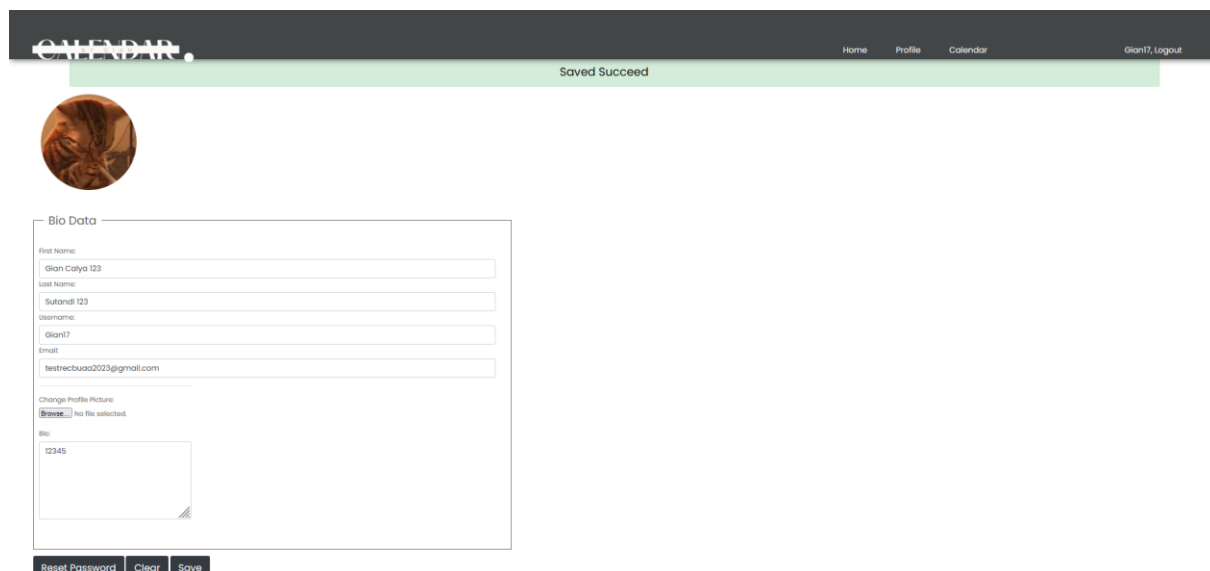 CALENDAR.
Home Profile Calendar Gian17, Logout
Saved Succeed
Bio Data
First Name:
Gian Calya 123
Last Name:
Sutandi 123
Username:
Gian17
Email:
testrecbuaa2023@gmail.com
Change Profile Picture:
Browse... No file selected.
Bio:
12345
Reset Password Clear Save